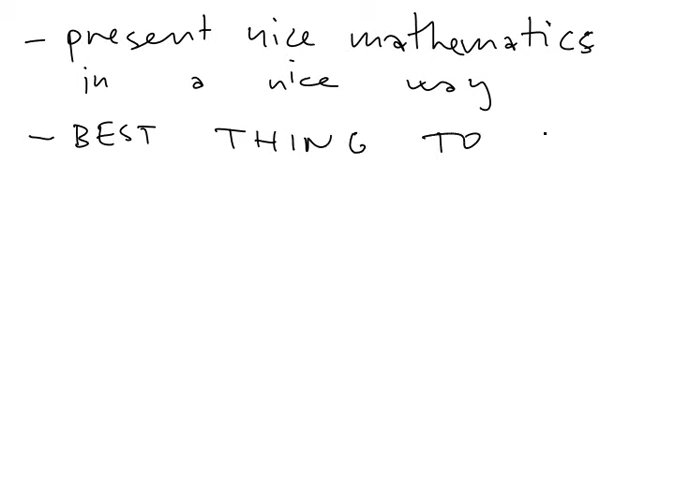 - present nice mathematics
in a nice way
- BEST THING TO